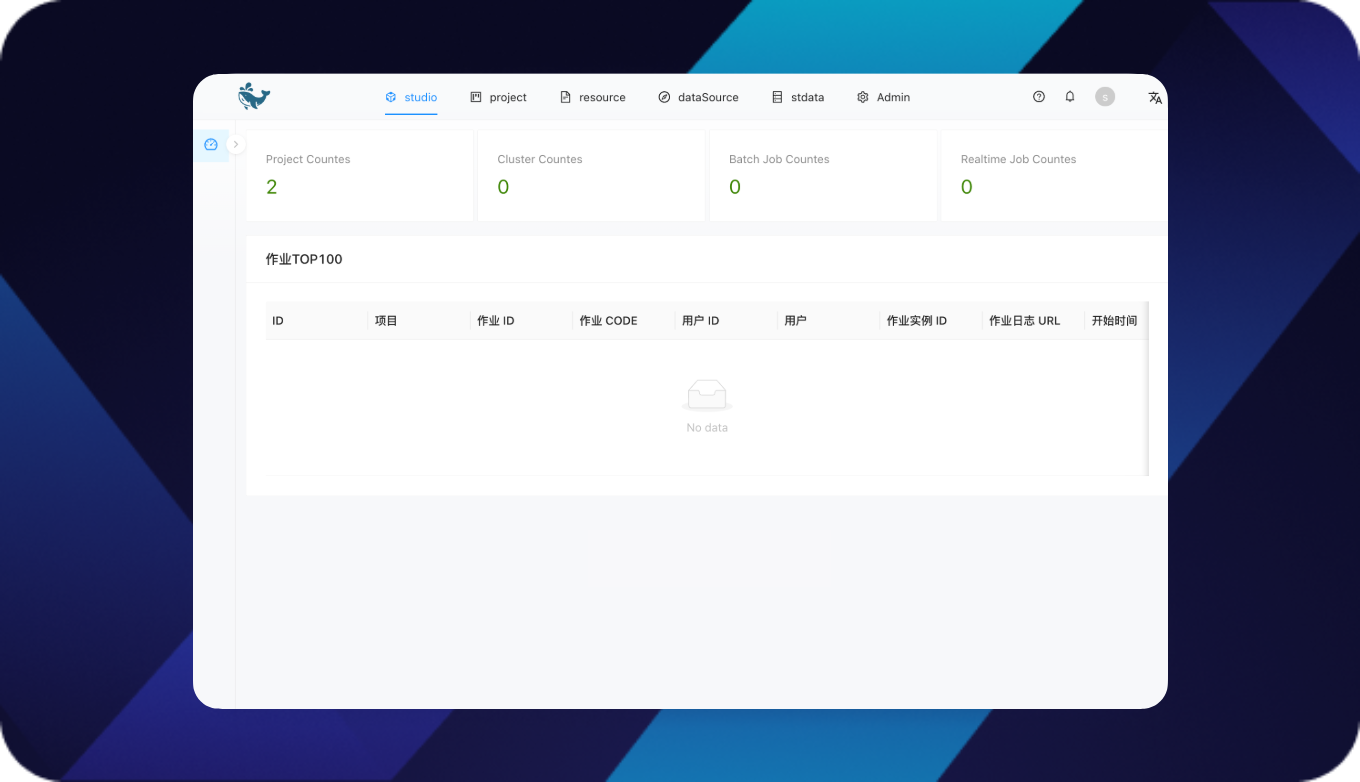 studio project resource dataSource stdata Admin S
Project Countes Cluster Countes Batch Job Countes Realtime Job Countes
2 0 0 0
作业TOP100
ID 项目 作业 ID 作业 CODE 用户 ID 用户 作业实例 ID 作业日志 URL 开始时间
No data